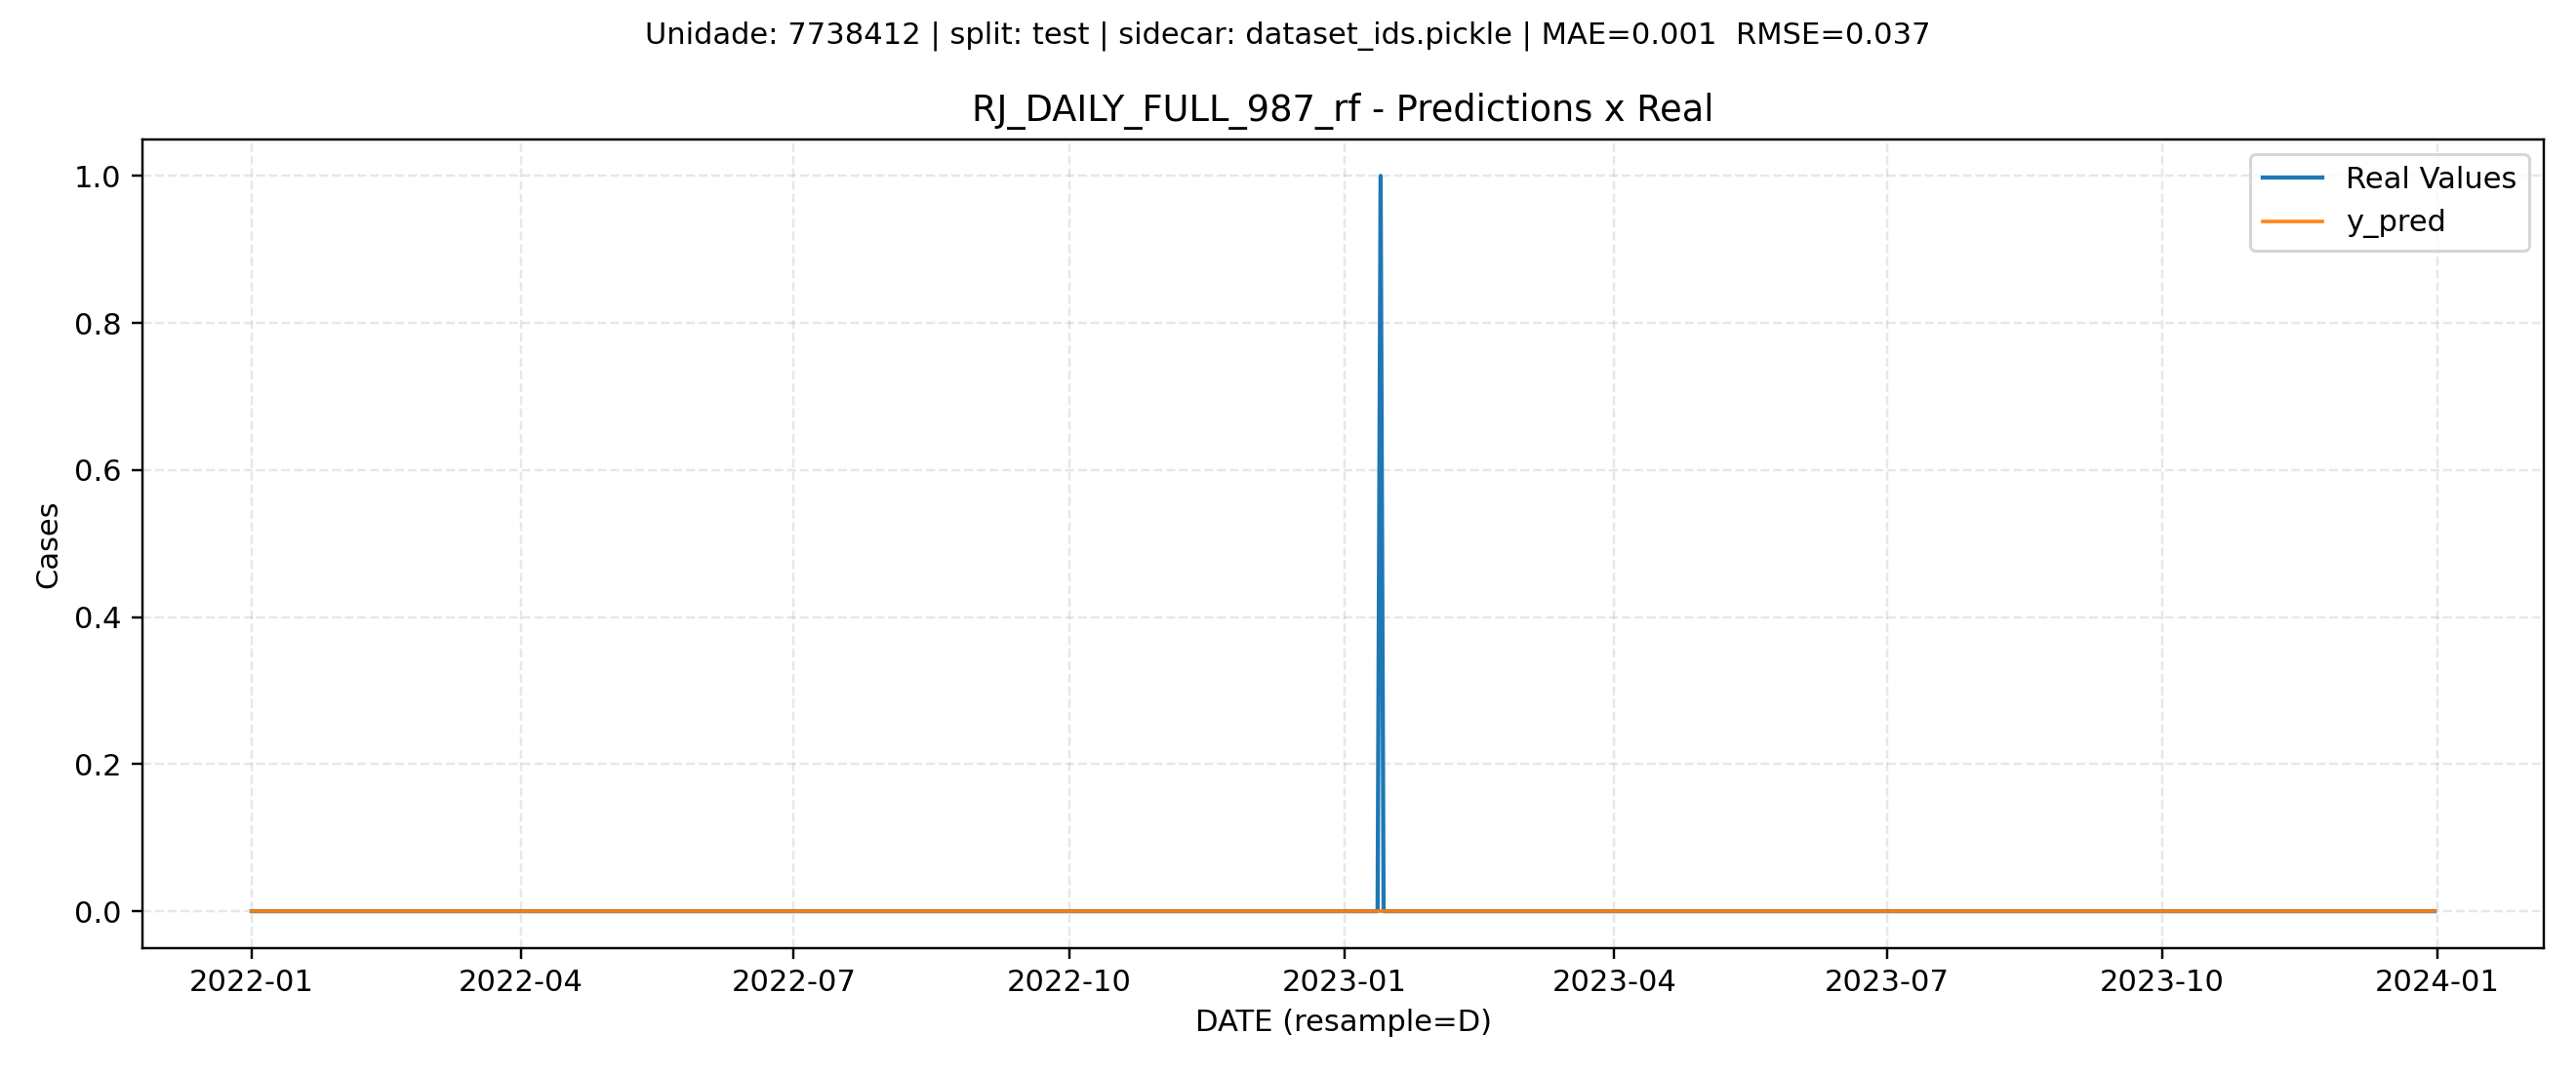 Unidade: 7738412 | split: test | sidecar: dataset_ids.pickle | MAE=0.001  RMSE=0.037
RJ_DAILY_FULL_987_rf - Predictions x Real
Real Values
y_pred
1.0
0.8
0.6
0.4
0.2
0.0
Cases
2022-01
2022-04
2022-07
2022-10
2023-01
2023-04
2023-07
2023-10
2024-01
DATE (resample=D)